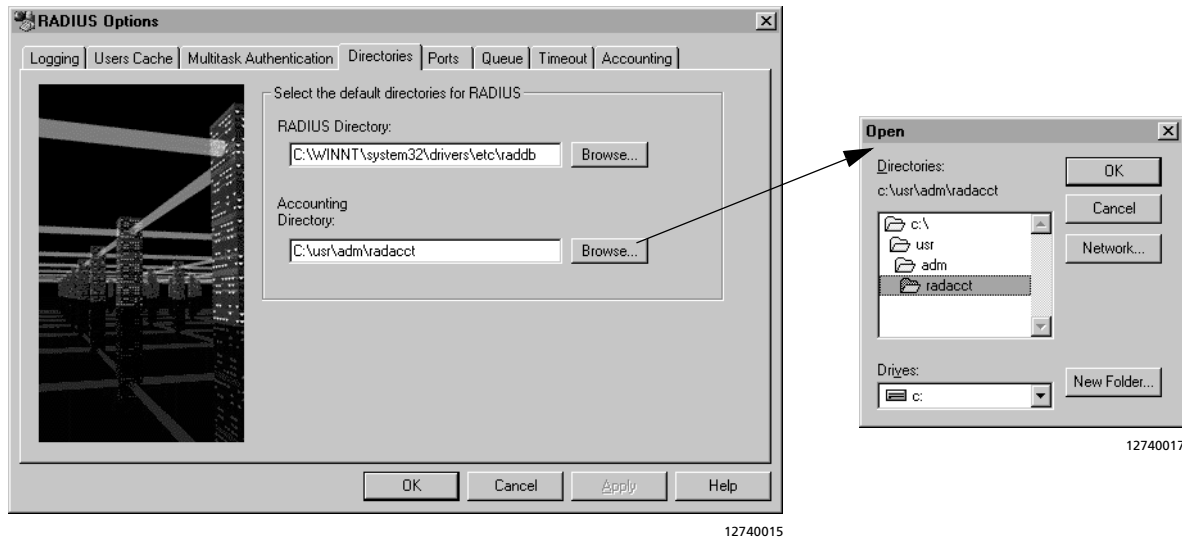 RADIUS Options
Logging Users Cache Multitask Authentication Directories Ports Queue Timeout Accounting
Select the default directories for RADIUS
RADIUS Directory:
C:\WINNT\system32\drivers\etc\raddb Browse...
Accounting
Directory:
C:\usr\adm\radacct Browse...
OK Cancel Apply Help
12740015
Open
Directories:
c:\usr\adm\radacct
c:\
usr
adm
radacct
OK
Cancel
Network...
Drives:
c:
New Folder...
12740017